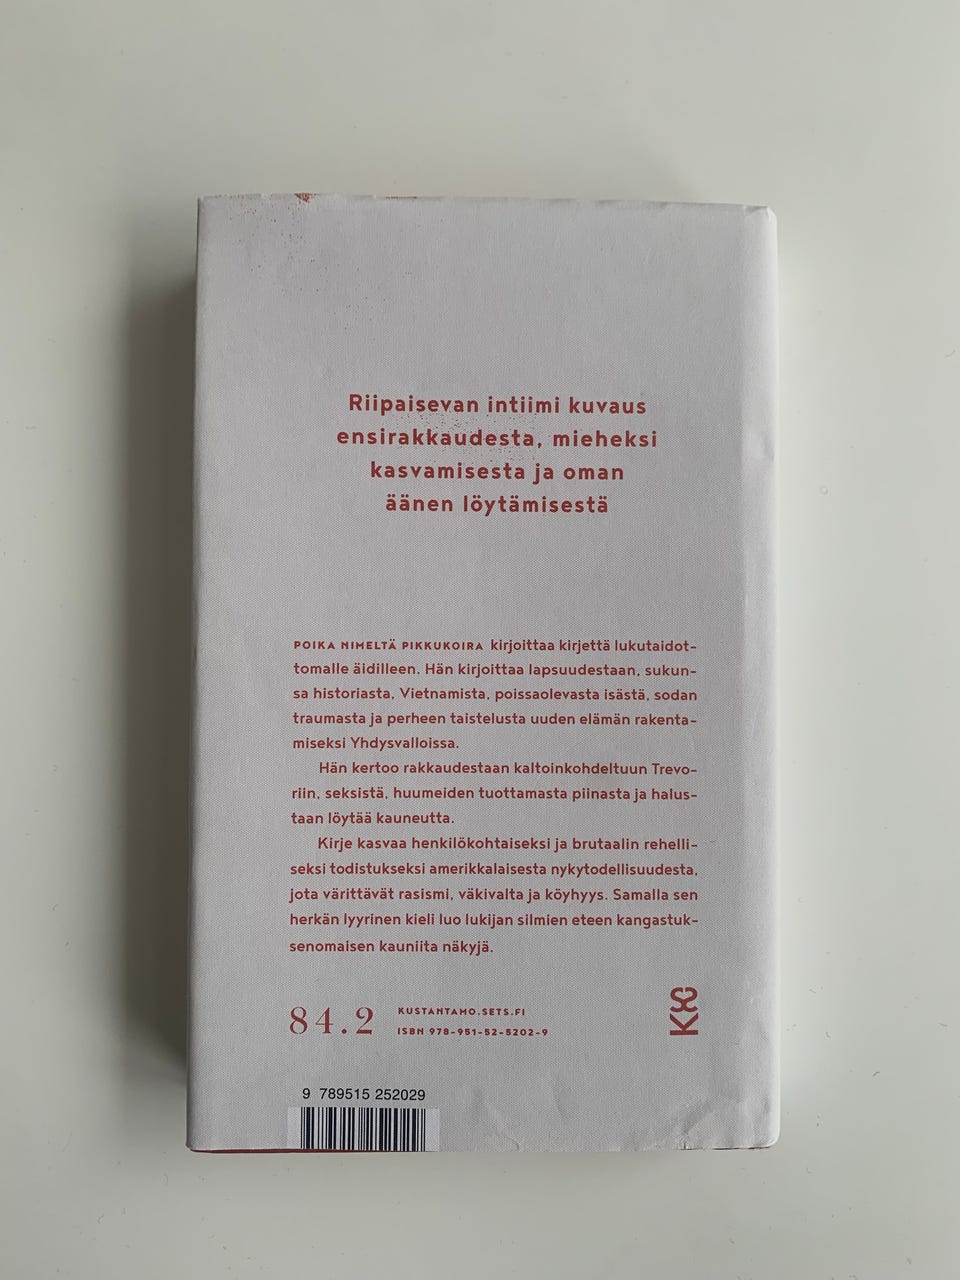 Riipaisevan intiimi kuvaus
ensirakkaudesta, mieheksi
kasvamisesta ja oman
äänen löytämisestä
POIKA NIMELTÄ PIKKUKOIRA kirjoittaa kirjettä lukutaidot-
tomalle äidilleen. Hän kirjoittaa lapsuudestaan, sukun-
sa historiasta, Vietnamista, poissaolevasta isästä, sodan
traumasta ja perheen taistelusta uuden elämän rakenta-
miseksi Yhdysvalloissa.
Hän kertoo rakkaudestaan kaltoinkohdeltuun Trevo-
riin, seksistä, huumeiden tuottamasta piinasta ja halus-
taan löytää kauneutta.
Kirje kasvaa henkilökohtaiseksi ja brutaalin rehelli-
seksi todistukseksi amerikkalaisesta nykytodellisuudesta,
jota värittävät rasismi, väkivalta ja köyhyys. Samalla sen
herkän lyyrinen kieli luo lukijan silmien eteen kangastuk-
senomaisen kauniita näkyjä.
84.2
KUSTANTAMO.SETS.FI
ISBN 978-951-52-5202-9
K&S
9 789515 252029